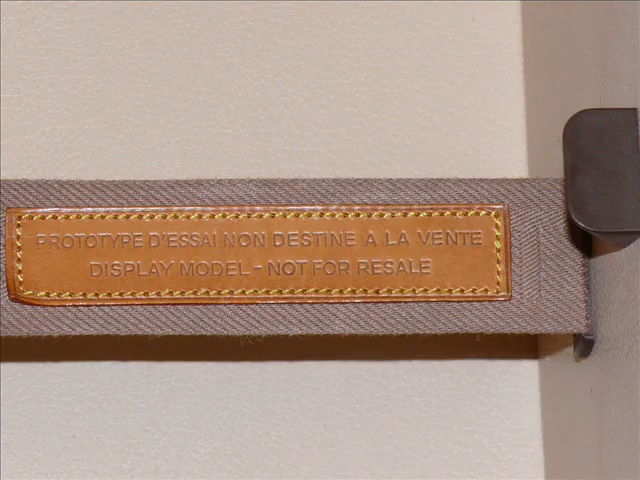 PROTOTYPE D'ESSAI NON DESTINE A LA VENTE
DISPLAY MODEL - NOT FOR RESALE